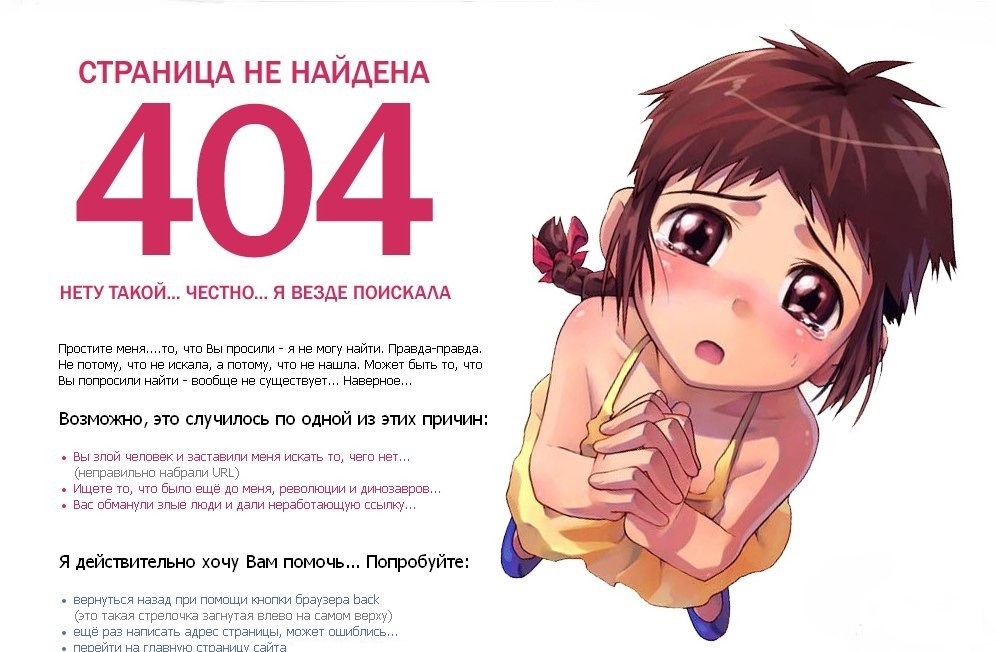 СТРАНИЦА НЕ НАЙДЕНА
404
НЕТУ ТАКОЙ... ЧЕСТНО... Я ВЕЗДЕ ПОИСКАЛА
Простите меня....то, что Вы просили - я не могу найти. Правда-правда.
Не потому, что не искала, а потому, что не нашла. Может быть то, что
Вы попросили найти - вообще не существует... Наверное...
Возможно, это случилось по одной из этих причин:
• Вы злой человек и заставили меня искать то, чего нет...
(неправильно набрали URL)
• Ищете то, что было ещё до меня, революции и динозавров...
• Вас обманули злые люди и дали неработающую ссылку...
Я действительно хочу Вам помочь... Попробуйте:
• вернуться назад при помощи кнопки браузера back
(это такая стрелочка загнутая влево на самом верху)
• ещё раз написать адрес страницы, может ошиблись...
• перейти на главную страницу сайта